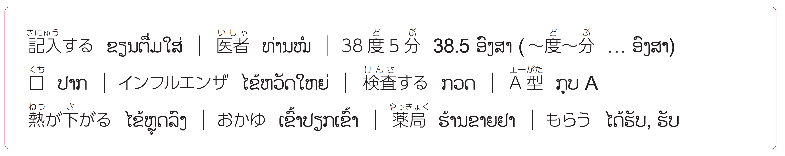 記入する ຂຽນຕື່ມໃສ່ | 医者 ທ່ານໝໍ | 38度5分 38.5 ອົງສາ (～度～分 … ອົງສາ)
口 ປາກ | インフルエンザ ໄຂ້ຫວັດໃຫຍ່ | 検査する ກວດ | A型 ກຸບ A
熱が下がる ໄຂ້ຫຼຸດລົງ | おかゆ ເຂົ້າປຽກເຂົ້າ | 薬局 ຮ້ານຂາຍຢາ | もらう ໄດ້ຮັບ, ຮັບ